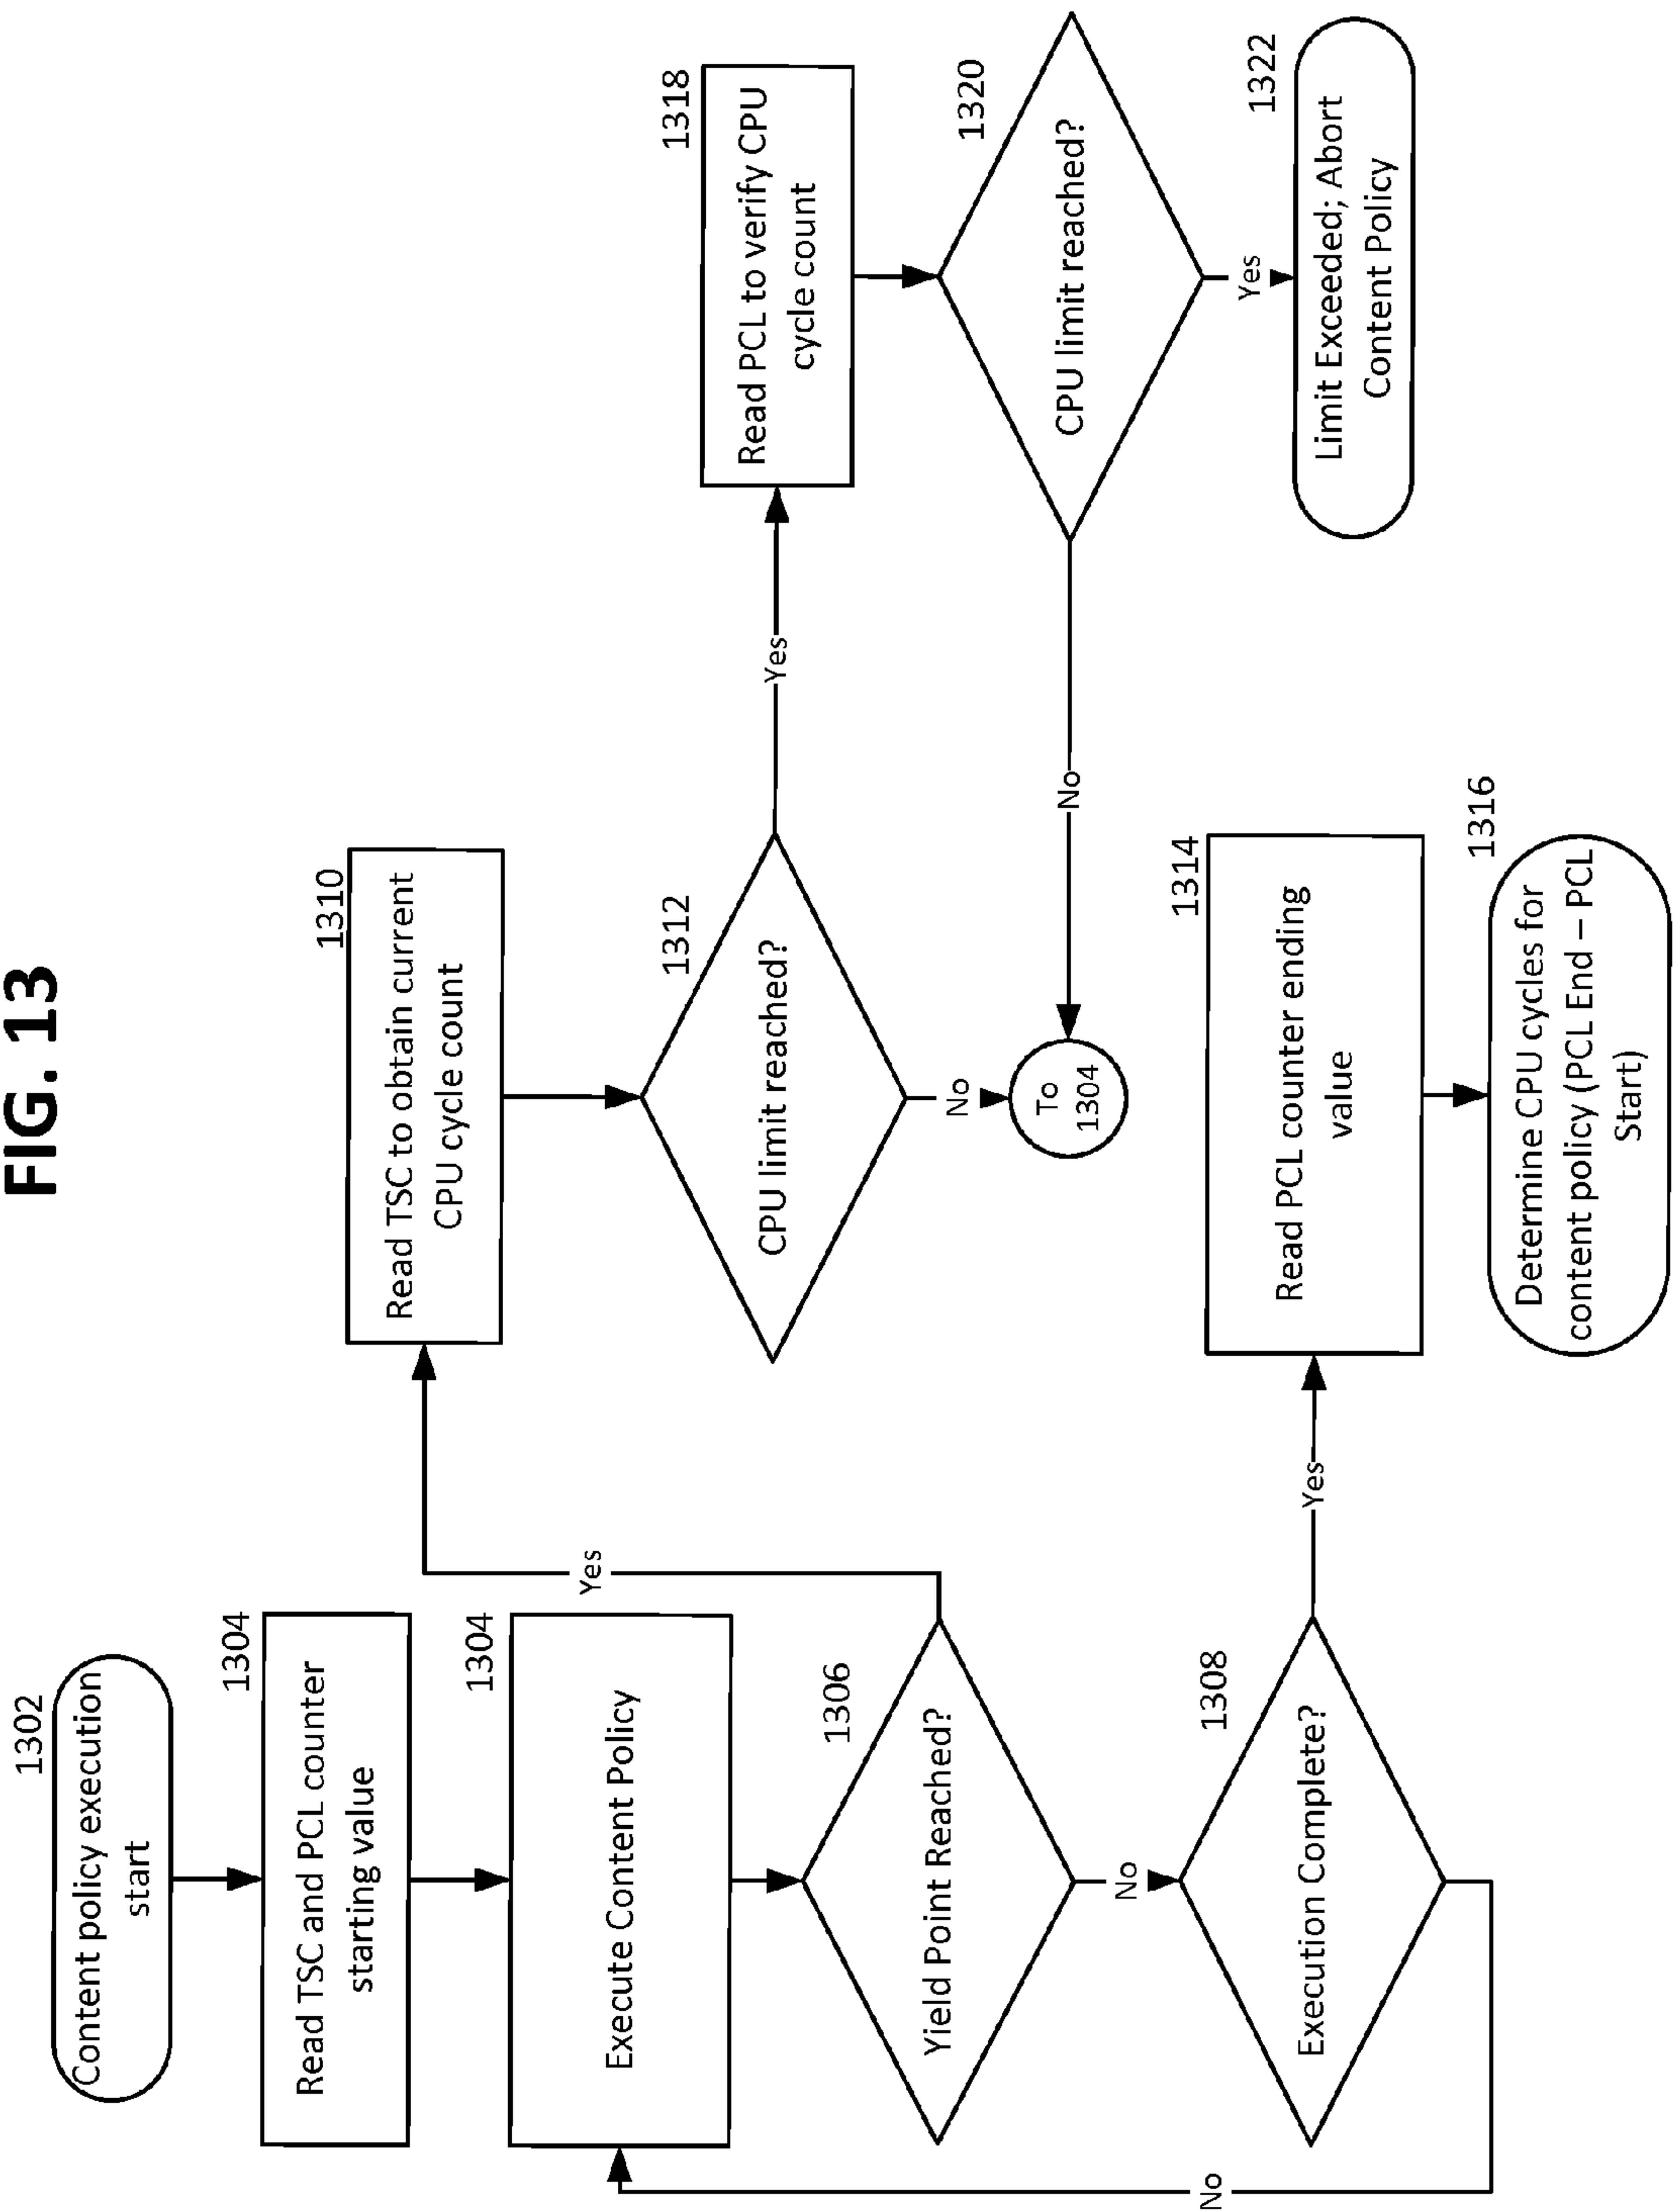 FIG. 13
1302
Content policy execution
start
1304
Read TSC and PCL counter
starting value
1304
Execute Content Policy
1306
Yield Point Reached?
Yes
No
1308
Execution Complete?
No
Yes
1310
Read TSC to obtain current
CPU cycle count
1312
CPU limit reached?
Yes
No
To
1304
1314
Read PCL counter ending
value
1316
Determine CPU cycles for
content policy (PCL End – PCL
Start)
1318
Read PCL to verify CPU
cycle count
1320
CPU limit reached?
No
Yes
1322
Limit Exceeded; Abort
Content Policy